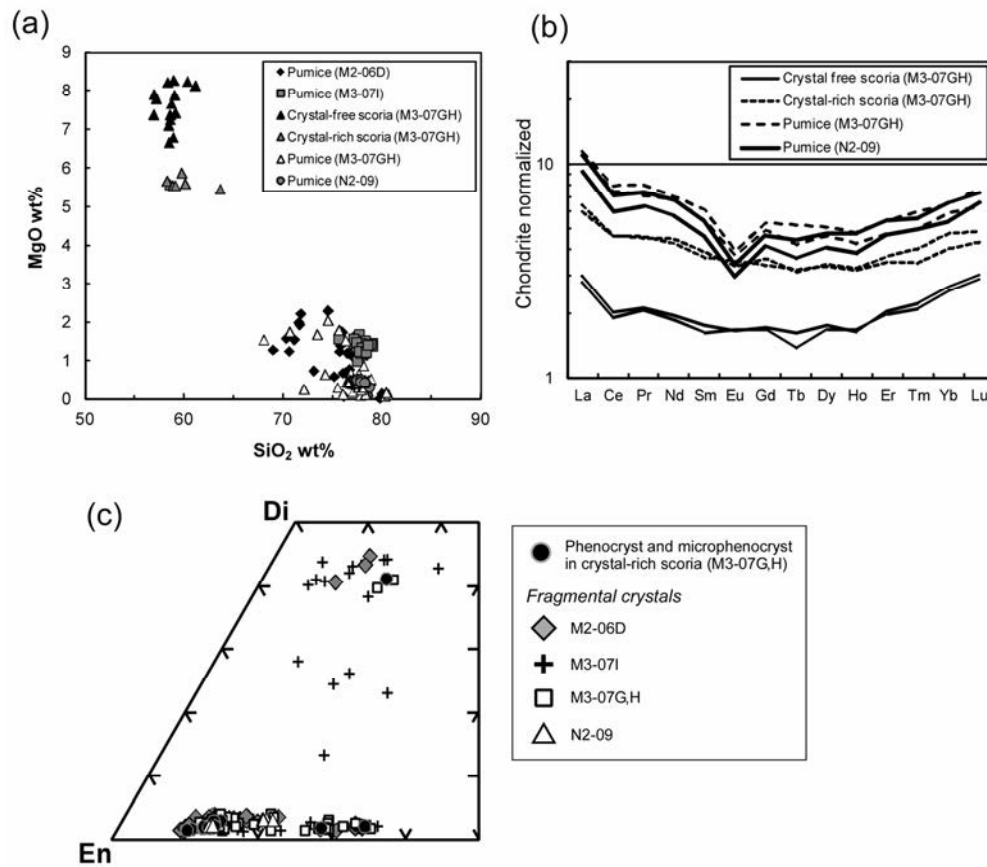 (a)
MgO wt%
9
8
7
6
5
4
3
2
1
0
50 60 70 80 90
SiO₂ wt%
Pumice (M2-06D)
Pumice (M3-07I)
Crystal-free scoria (M3-07GH)
Crystal-rich scoria (M3-07GH)
Pumice (M3-07GH)
Pumice (N2-09)
(b)
Chondrite normalized
10
1
La Ce Pr Nd Sm Eu Gd Tb Dy Ho Er Tm Yb Lu
Crystal free scoria (M3-07GH)
Crystal-rich scoria (M3-07GH)
Pumice (M3-07GH)
Pumice (N2-09)
(c)
Di
En
Phenocryst and microphenocryst
in crystal-rich scoria (M3-07G,H)
Fragmental crystals
M2-06D
M3-07I
M3-07G,H
N2-09